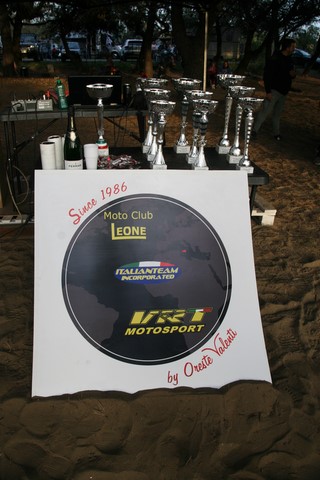 Since 1986
Moto Club
LEONE
ITALIANTEAM
INCORPORATED
VRT
MOTOSPORT
by Oreste Valenti